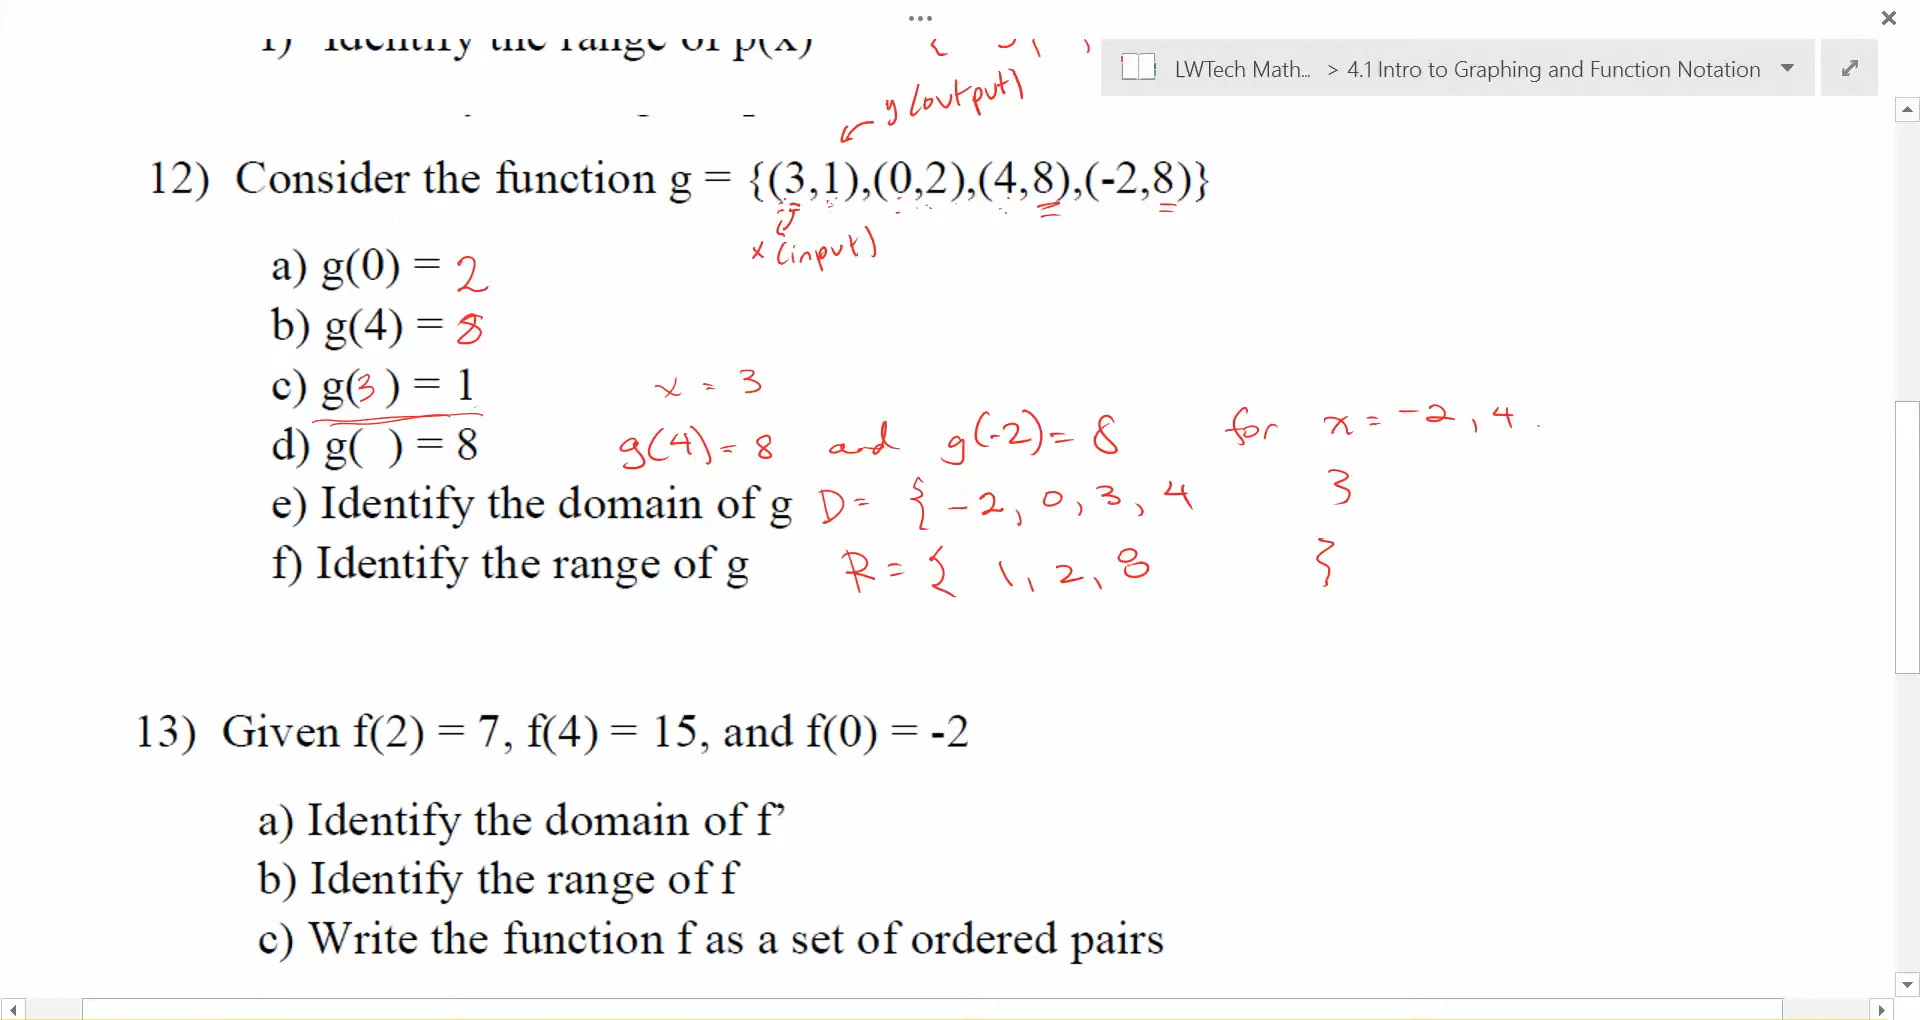 LWTech Math... > 4.1 Intro to Graphing and Function Notation
f) Identify the range of p(x)
y (output)
12) Consider the function g = {(3,1),(0,2),(4,8),(-2,8)}
x (input)
a) g(0) = 2
b) g(4) = 8
c) g(3) = 1 x = 3
d) g( ) = 8 g(4) = 8 and g(-2) = 8 for x = -2, 4.
e) Identify the domain of g D = { -2, 0, 3, 4 }
f) Identify the range of g R = { 1, 2, 8 }
13) Given f(2) = 7, f(4) = 15, and f(0) = -2
a) Identify the domain of f’
b) Identify the range of f
c) Write the function f as a set of ordered pairs